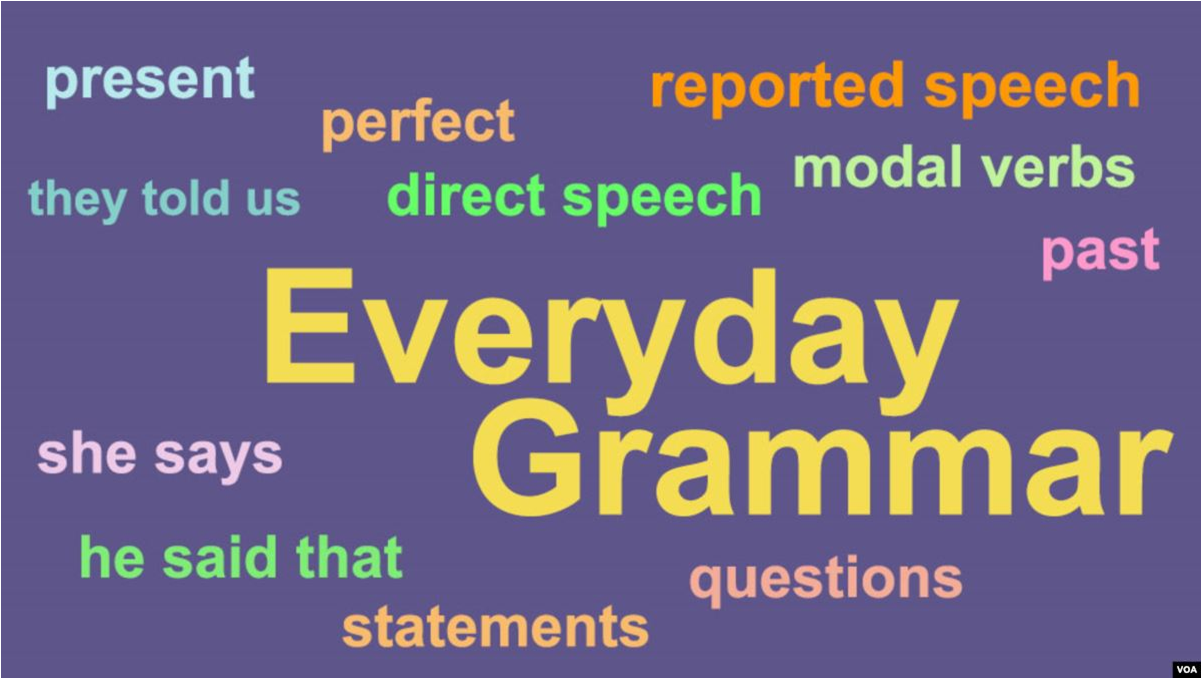 present
perfect
reported speech
modal verbs
they told us
direct speech
past
Everyday
Grammar
she says
he said that
questions
statements
VOA